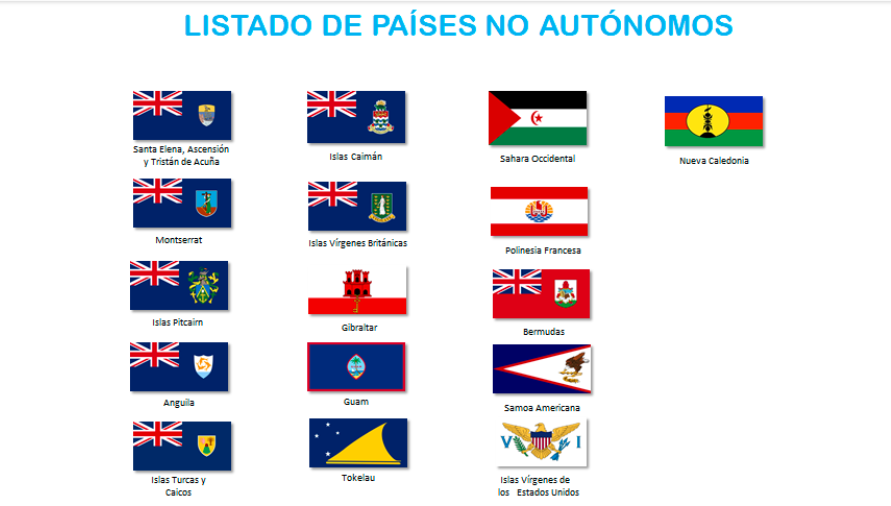 LISTADO DE PAÍSES NO AUTÓNOMOS
Santa Elena, Ascensión
y Tristán de Acuña
Islas Caimán
Sahara Occidental
Nueva Caledonia
Montserrat
Islas Vírgenes Británicas
Polinesia Francesa
Islas Pitcairn
Gibraltar
Bermudas
Anguila
Guam
Samoa Americana
V I
Islas Turcas y
Caicos
Tokelau
Islas Vírgenes de
los Estados Unidos